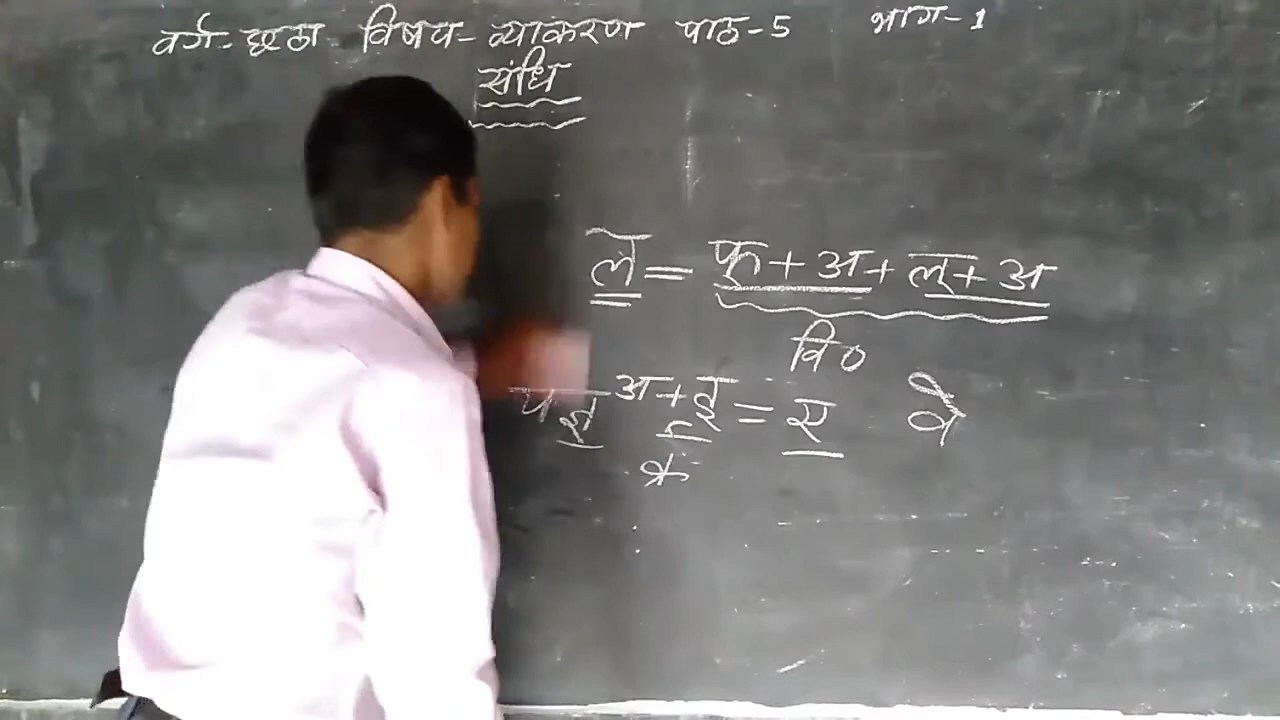 वर्ग- छठा विषय- व्याकरण पाठ-5 भाग-1
संधि
ल = फ्+अ+ ल्+अ
वि०
अ+इ = ए